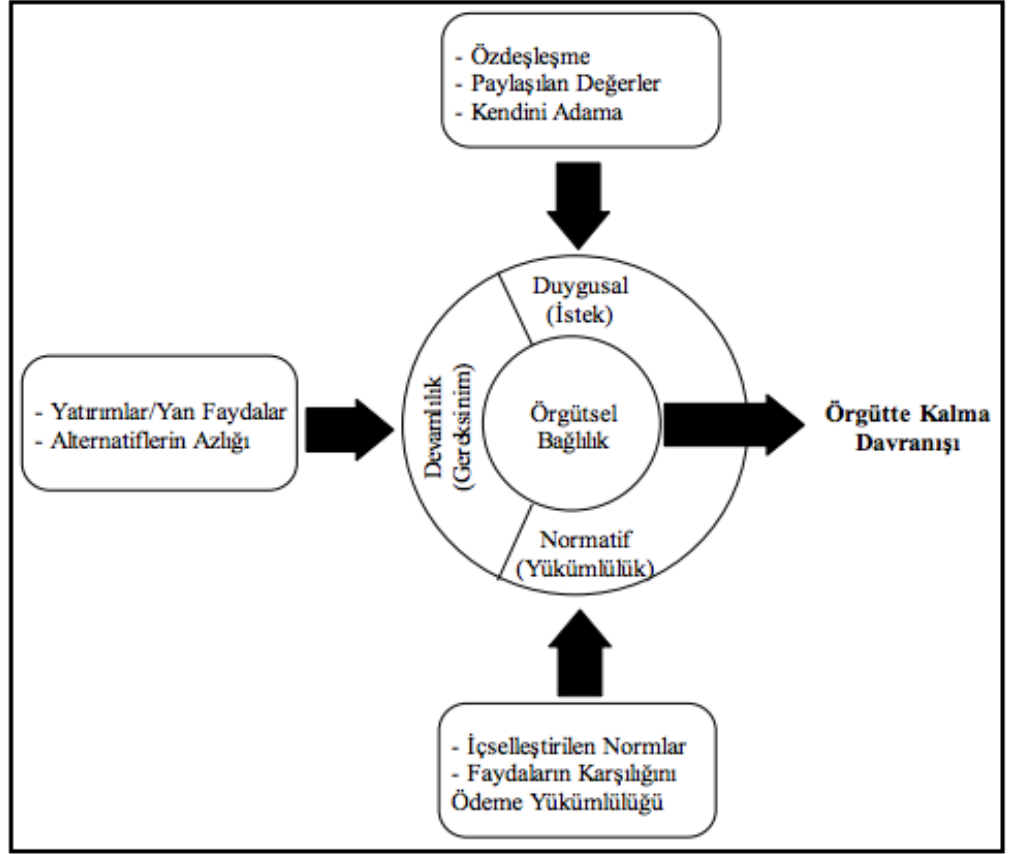 - Özdeşleşme
- Paylaşılan Değerler
- Kendini Adama
Duygusal
(İstek)
- Yatırımlar/Yan Faydalar
- Alternatiflerin Azlığı
Devamlılık
(Gereksinim)
Örgütsel
Bağlılık
Örgütte Kalma
Davranışı
Normatif
(Yükümlülük)
- İçselleştirilen Normlar
- Faydaların Karşılığını
Ödeme Yükümlülüğü